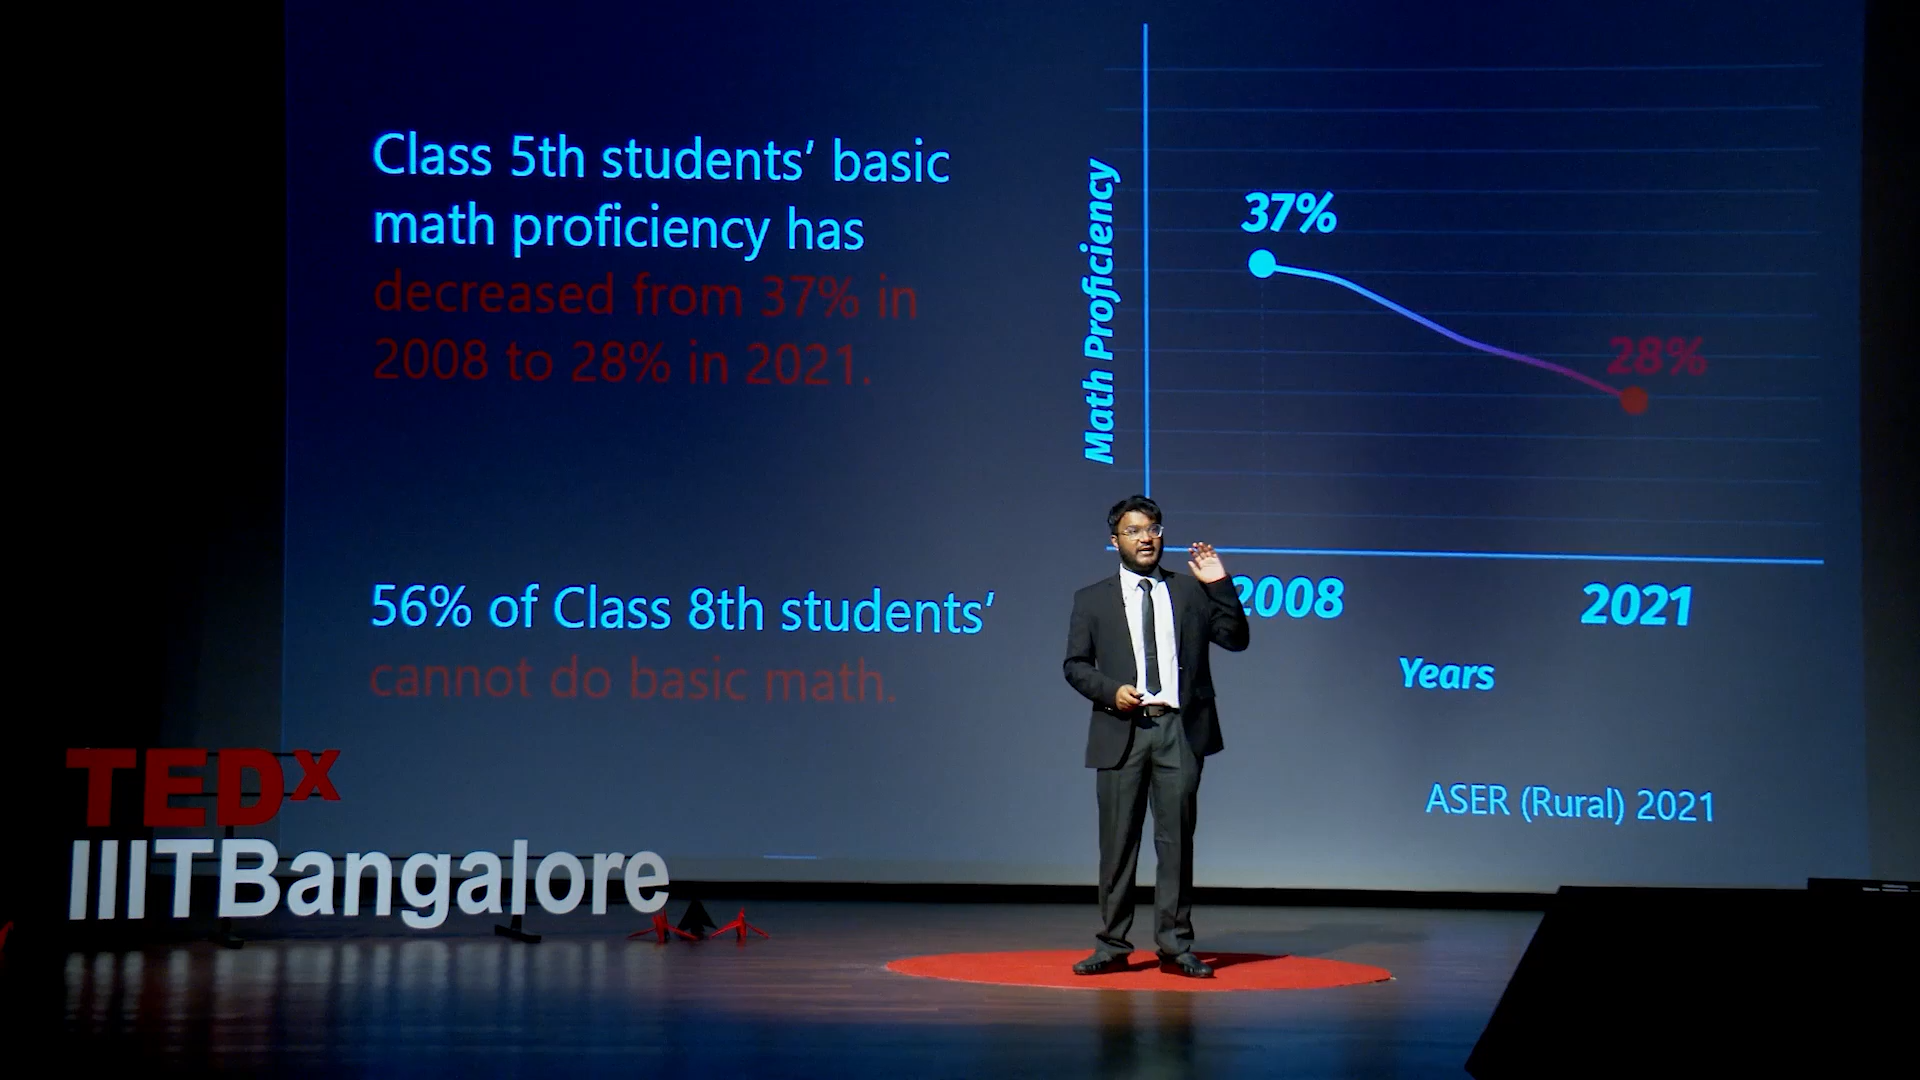 Class 5th students’ basic
math proficiency has
decreased from 37% in
2008 to 28% in 2021.
56% of Class 8th students’
cannot do basic math.
Math Proficiency
37%
28%
2008
2021
Years
ASER (Rural) 2021
TEDx
IIITBangalore